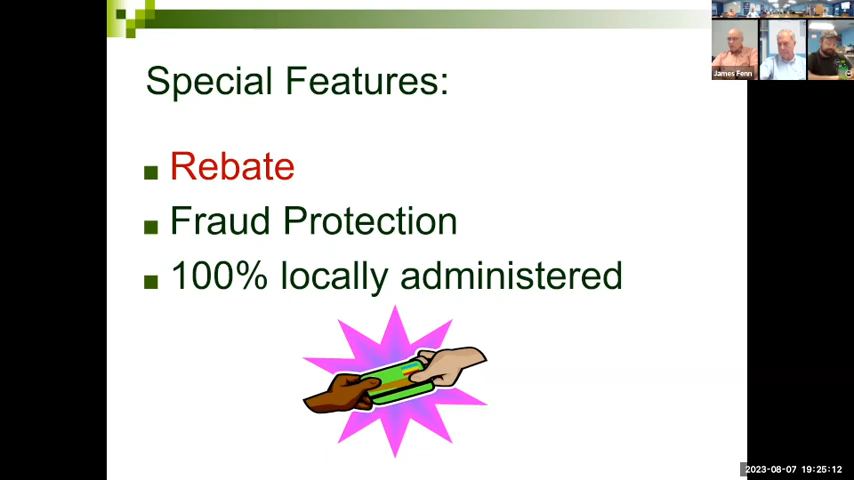 Special Features:
Rebate
Fraud Protection
100% locally administered
James Fenn
2023-08-07 19:25:12